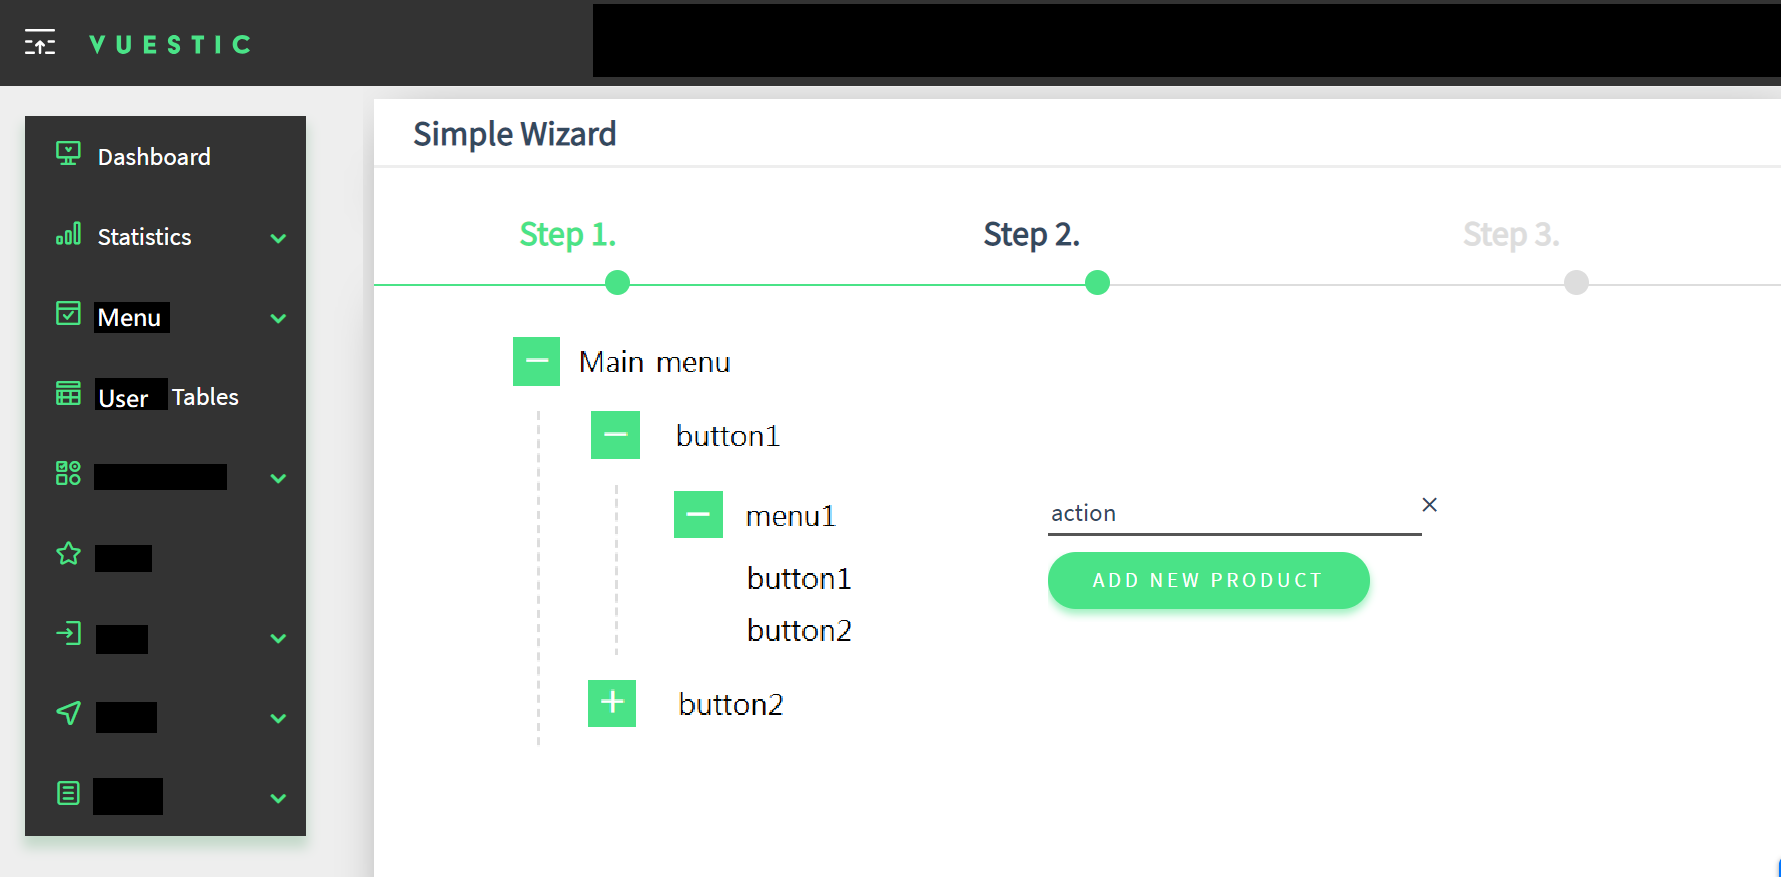 VUESTIC
Dashboard
Statistics
Menu
User Tables
Simple Wizard
Step 1.
Step 2.
Step 3.
Main menu
button1
menu1
button1
button2
button2
action
ADD NEW PRODUCT